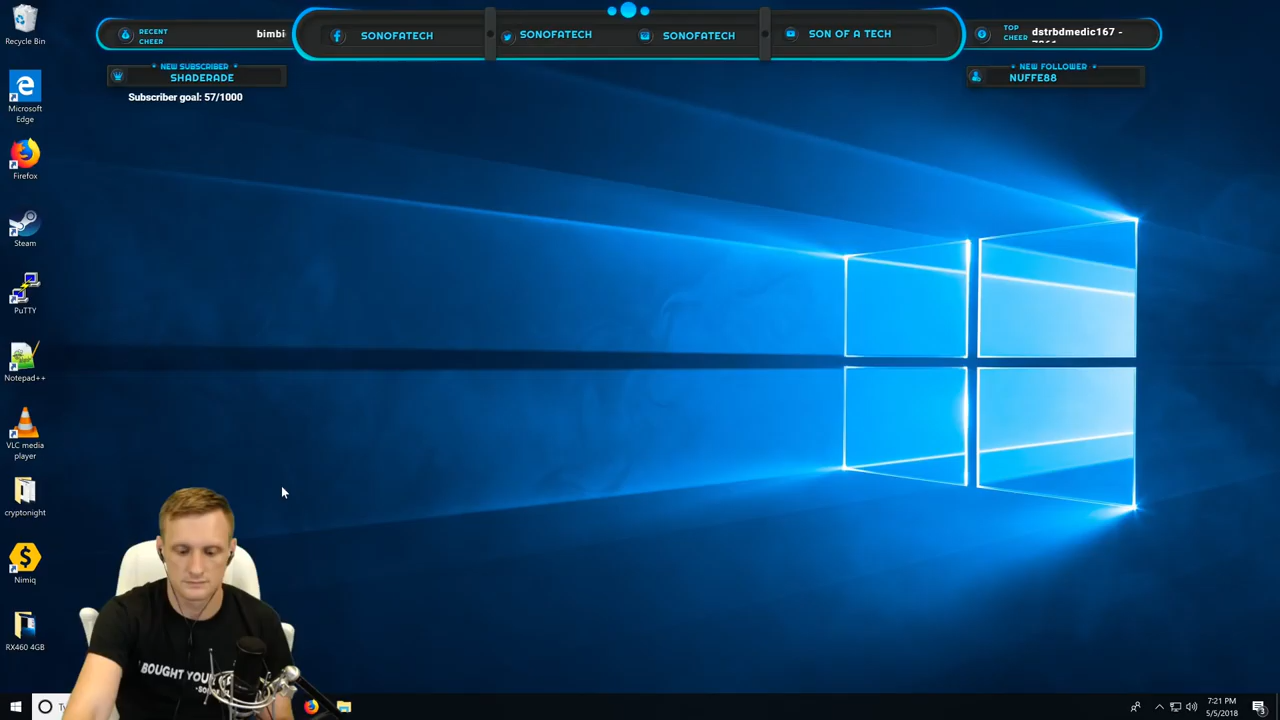 RECENT
CHEER
bimbi
SONOFATECH
SONOFATECH
SONOFATECH
SON OF A TECH
TOP
CHEER
dstrbdmedic167 -
NEW SUBSCRIBER
SHADERADE
Subscriber goal: 57/1000
NEW FOLLOWER
NUFFE88
Recycle Bin
Microsoft
Edge
Firefox
Steam
PuTTY
Notepad++
VLC media
player
cryptonight
Nimiq
RX460 4GB
I BOUGHT YOUR
7:21 PM
5/5/2018
3